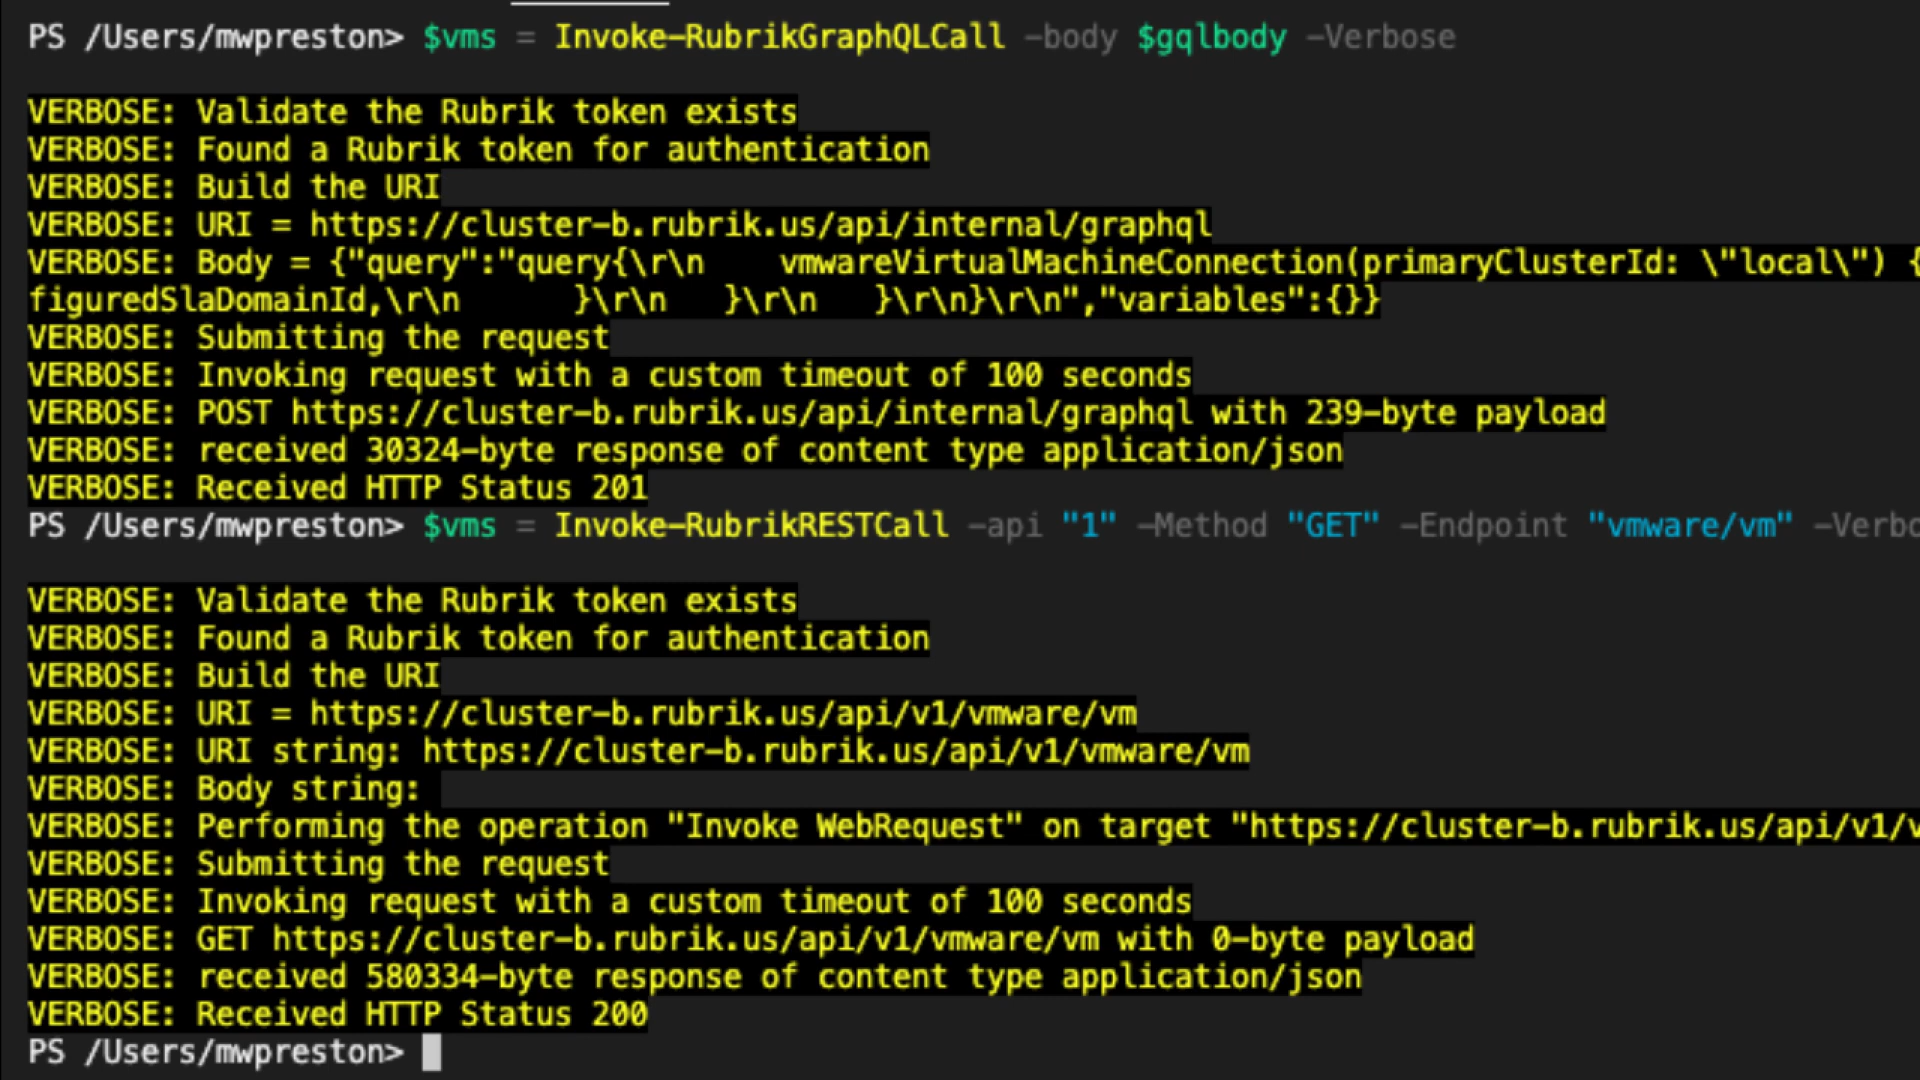 PS /Users/mwpreston> $vms = Invoke-RubrikGraphQLCall -body $gqlbody -Verbose
VERBOSE: Validate the Rubrik token exists
VERBOSE: Found a Rubrik token for authentication
VERBOSE: Build the URI
VERBOSE: URI = https://cluster-b.rubrik.us/api/internal/graphql
VERBOSE: Body = {"query":"query{\r\n    vmwareVirtualMachineConnection(primaryClusterId: \"local\") {
figuredSlaDomainId,\r\n      }\r\n   }\r\n   }\r\n}\r\n","variables":{}}
VERBOSE: Submitting the request
VERBOSE: Invoking request with a custom timeout of 100 seconds
VERBOSE: POST https://cluster-b.rubrik.us/api/internal/graphql with 239-byte payload
VERBOSE: received 30324-byte response of content type application/json
VERBOSE: Received HTTP Status 201
PS /Users/mwpreston> $vms = Invoke-RubrikRESTCall -api "1" -Method "GET" -Endpoint "vmware/vm" -Verbo
VERBOSE: Validate the Rubrik token exists
VERBOSE: Found a Rubrik token for authentication
VERBOSE: Build the URI
VERBOSE: URI = https://cluster-b.rubrik.us/api/v1/vmware/vm
VERBOSE: URI string: https://cluster-b.rubrik.us/api/v1/vmware/vm
VERBOSE: Body string:
VERBOSE: Performing the operation "Invoke WebRequest" on target "https://cluster-b.rubrik.us/api/v1/v
VERBOSE: Submitting the request
VERBOSE: Invoking request with a custom timeout of 100 seconds
VERBOSE: GET https://cluster-b.rubrik.us/api/v1/vmware/vm with 0-byte payload
VERBOSE: received 580334-byte response of content type application/json
VERBOSE: Received HTTP Status 200
PS /Users/mwpreston>